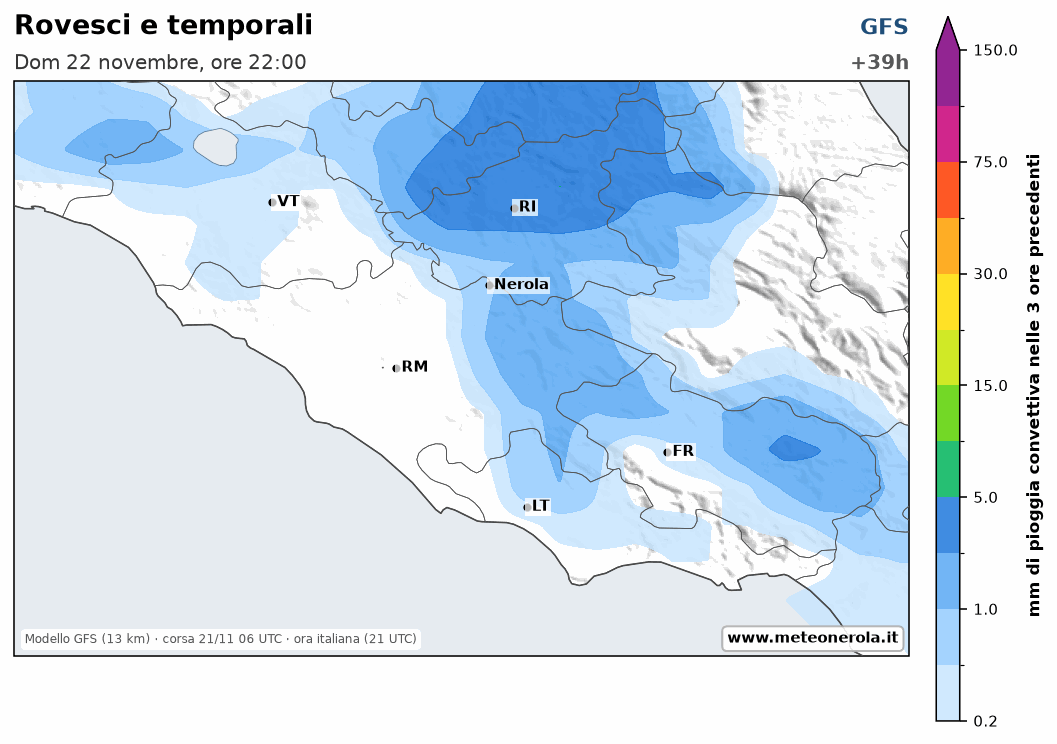 Rovesci e temporali
GFS
Dom 22 novembre, ore 22:00
+39h
VT
RI
Nerola
RM
FR
LT
Modello GFS (13 km) · corsa 21/11 06 UTC · ora italiana (21 UTC)
www.meteonerola.it
150.0
75.0
30.0
15.0
5.0
1.0
0.2
mm di pioggia convettiva nelle 3 ore precedenti